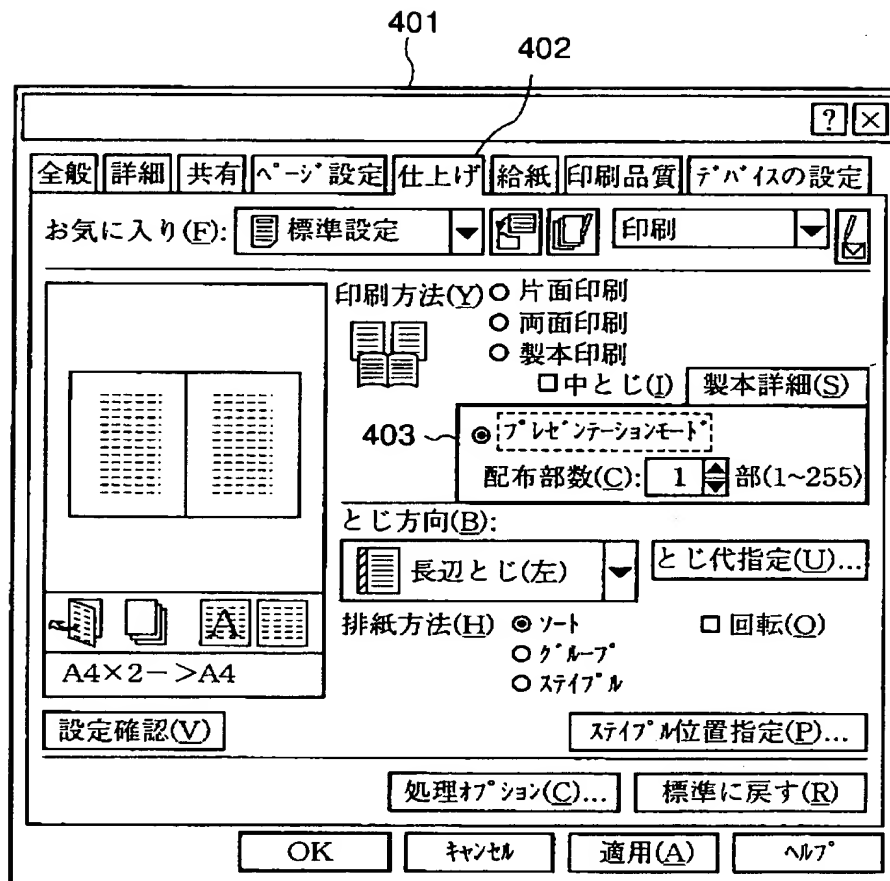 401
402
? ×
全般 詳細 共有 ﾍﾟｰｼﾞ設定 仕上げ 給紙 印刷品質 ﾃﾞﾊﾞｲｽの設定
お気に入り(F): 標準設定 印刷
印刷方法(Y) 片面印刷
両面印刷
製本印刷
中とじ(I) 製本詳細(S)
403 ﾌﾟﾚｾﾞﾝﾃｰｼｮﾝﾓｰﾄﾞ
配布部数(C): 1 部(1~255)
とじ方向(B):
長辺とじ(左) とじ代指定(U)...
A
排紙方法(H) ｿｰﾄ 回転(O)
ｸﾞﾙｰﾌﾟ
A4×2->A4
ｽﾃｲﾌﾟﾙ
設定確認(V) ｽﾃｲﾌﾟﾙ位置指定(P)...
処理ｵﾌﾟｼｮﾝ(C)... 標準に戻す(R)
OK ｷｬﾝｾﾙ 適用(A) ﾍﾙﾌﾟ